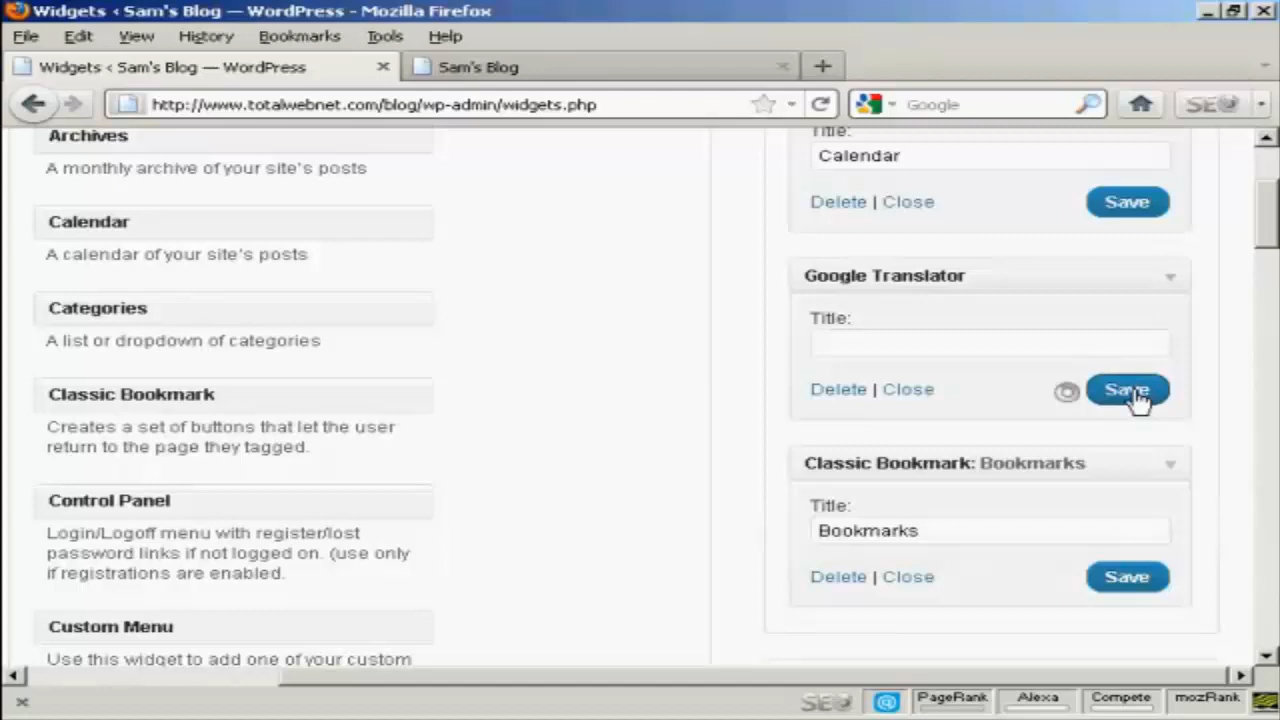 Widgets ‹ Sam's Blog — WordPress - Mozilla Firefox
File Edit View History Bookmarks Tools Help
Widgets ‹ Sam's Blog — WordPress
Sam's Blog
http://www.totalwebnet.com/blog/wp-admin/widgets.php
Google
Archives
A monthly archive of your site's posts
Calendar
A calendar of your site's posts
Categories
A list or dropdown of categories
Classic Bookmark
Creates a set of buttons that let the user
return to the page they tagged.
Control Panel
Login/Logoff menu with register/lost
password links if not logged on. (use only
if registrations are enabled.
Custom Menu
Use this widget to add one of your custom
Title:
Calendar
Delete | Close
Save
Google Translator
Title:
Delete | Close
Save
Classic Bookmark: Bookmarks
Title:
Bookmarks
Delete | Close
Save
PageRank
Alexa
Compete
mozRank